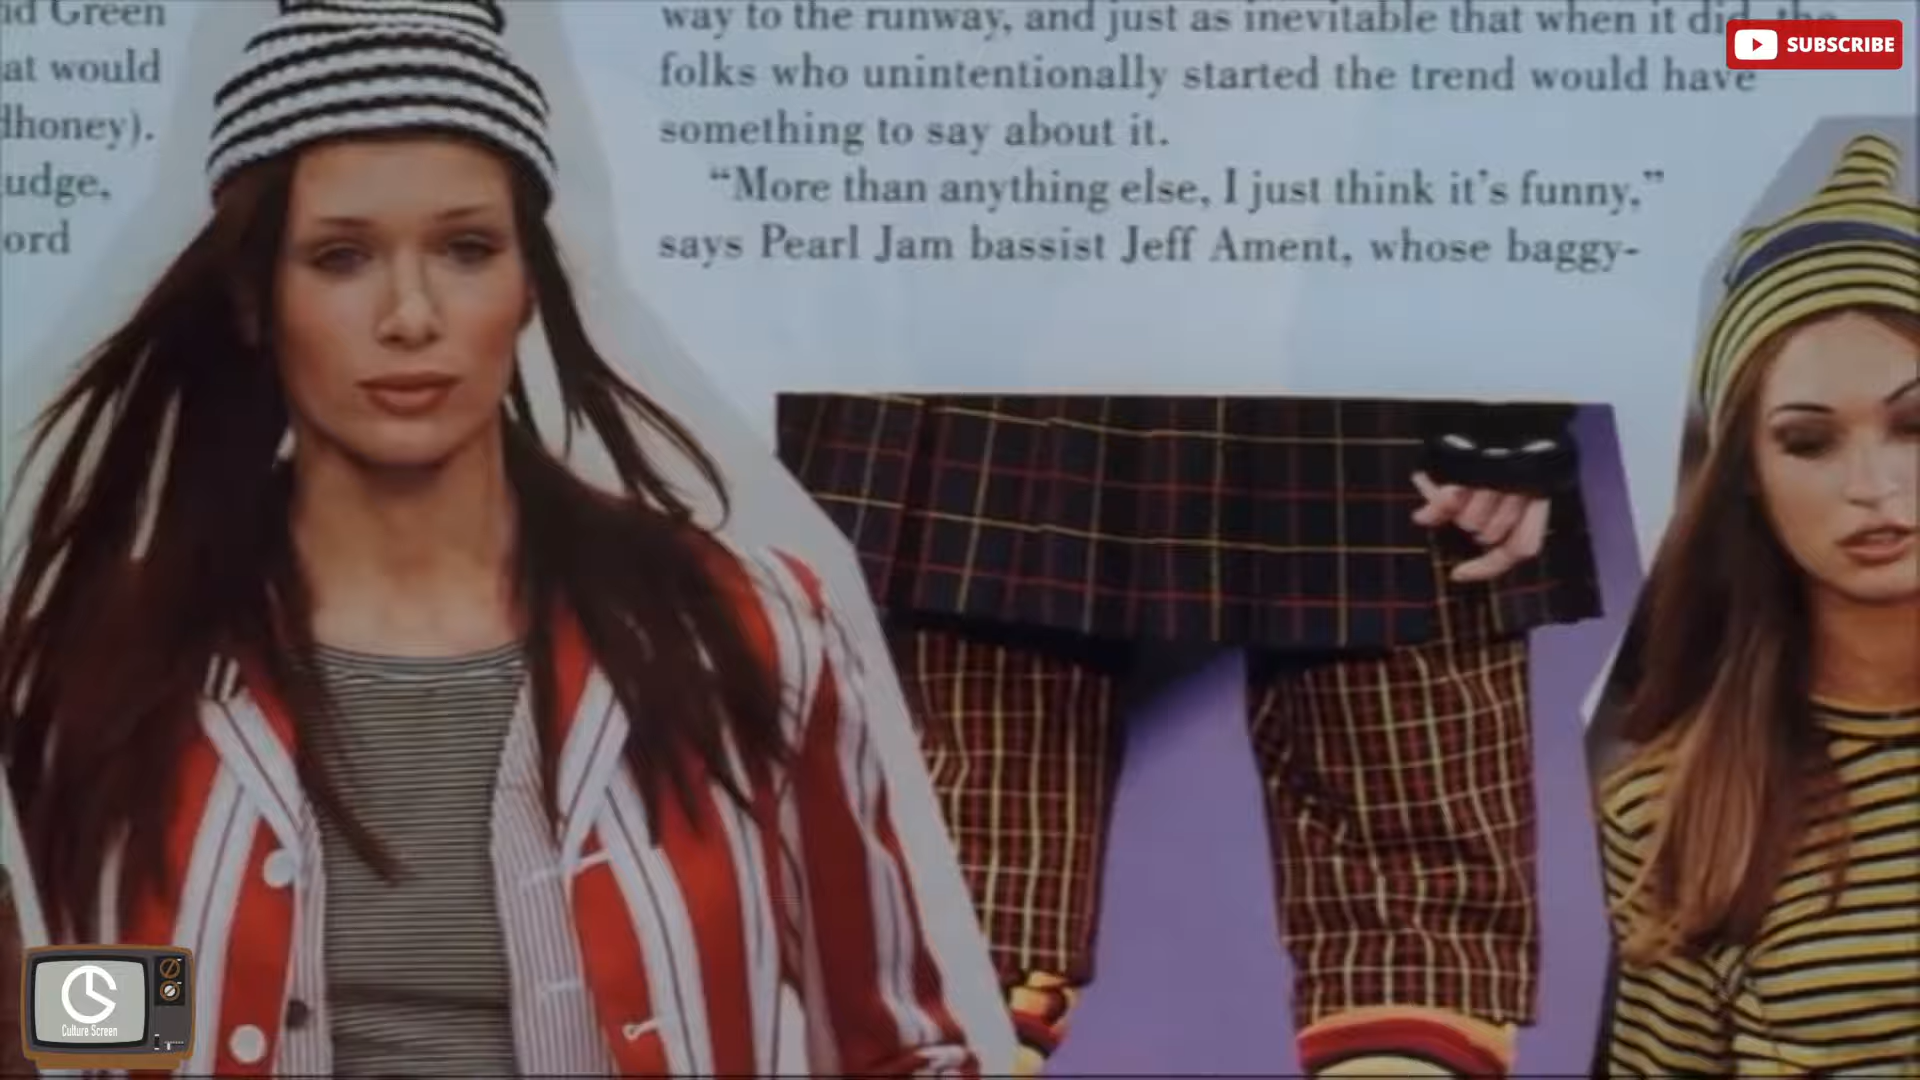 id Green
at would
dhoney).
udge,
ord
way to the runway, and just as inevitable that when it did, the
folks who unintentionally started the trend would have
something to say about it.
“More than anything else, I just think it’s funny,”
says Pearl Jam bassist Jeff Ament, whose baggy-
SUBSCRIBE
Culture Screen